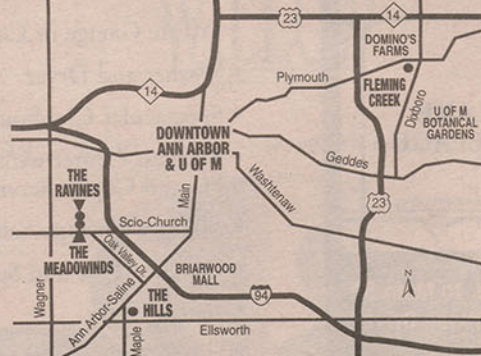 23
14
DOMINO'S
FARMS
Plymouth
14
FLEMING
CREEK
Dixboro
U OF M
BOTANICAL
GARDENS
DOWNTOWN
ANN ARBOR
& U OF M
Geddes
THE
RAVINES
Main
Washtenaw
23
Scio-Church
THE
MEADOWINDS
Oak Valley Dr.
BRIARWOOD
MALL
N
Wagner
Ann Arbor-Saline
THE
HILLS
94
Maple
Ellsworth